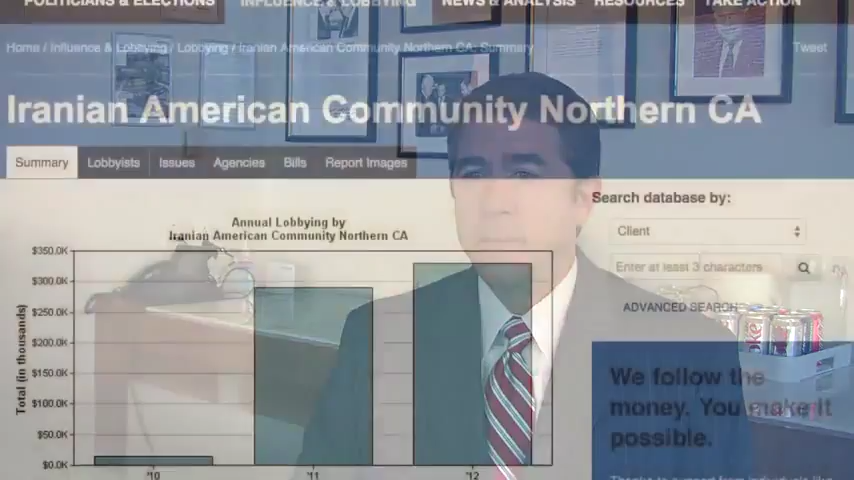 POLITICIANS & ELECTIONS INFLUENCE & LOBBYING NEWS & ANALYSIS RESOURCES TAKE ACTION
Home / Influence & Lobbying / Lobbying / Iranian American Community Northern CA: Summary
Tweet
Iranian American Community Northern CA
Summary Lobbyists Issues Agencies Bills Report Images
Annual Lobbying by
Iranian American Community Northern CA
$350.0K
$300.0K
$250.0K
$200.0K
$150.0K
$100.0K
$50.0K
$0.0K
Total (in thousands)
'10 '11 '12
Search database by:
Client
Enter at least 3 characters
ADVANCED SEARCH
We follow the
money. You make it
possible.